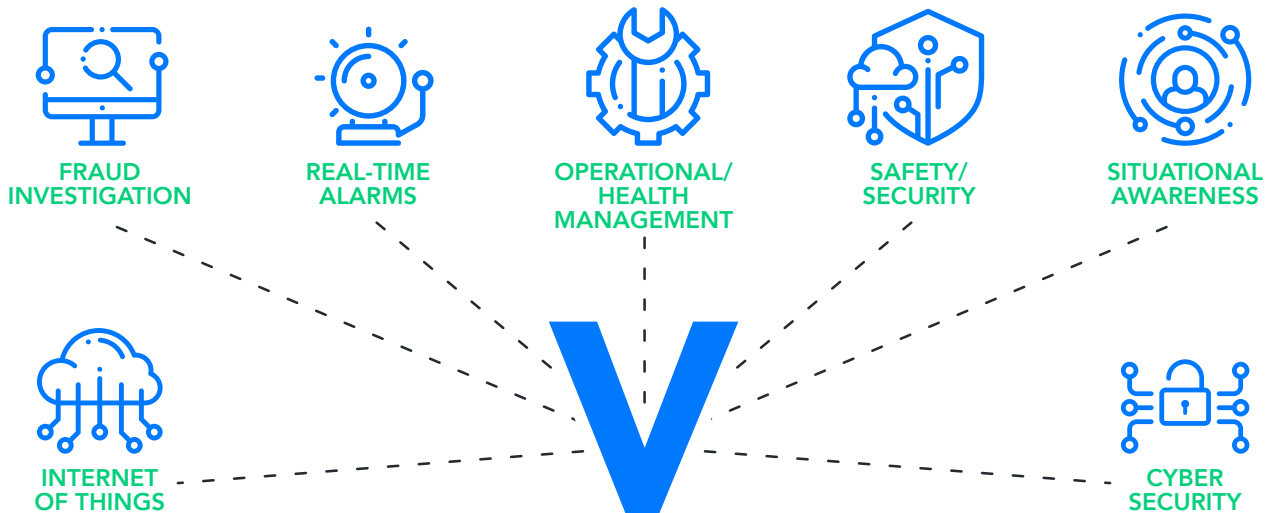 FRAUD
INVESTIGATION
REAL-TIME
ALARMS
OPERATIONAL/
HEALTH
MANAGEMENT
SAFETY/
SECURITY
SITUATIONAL
AWARENESS
V
INTERNET
OF THINGS
CYBER
SECURITY